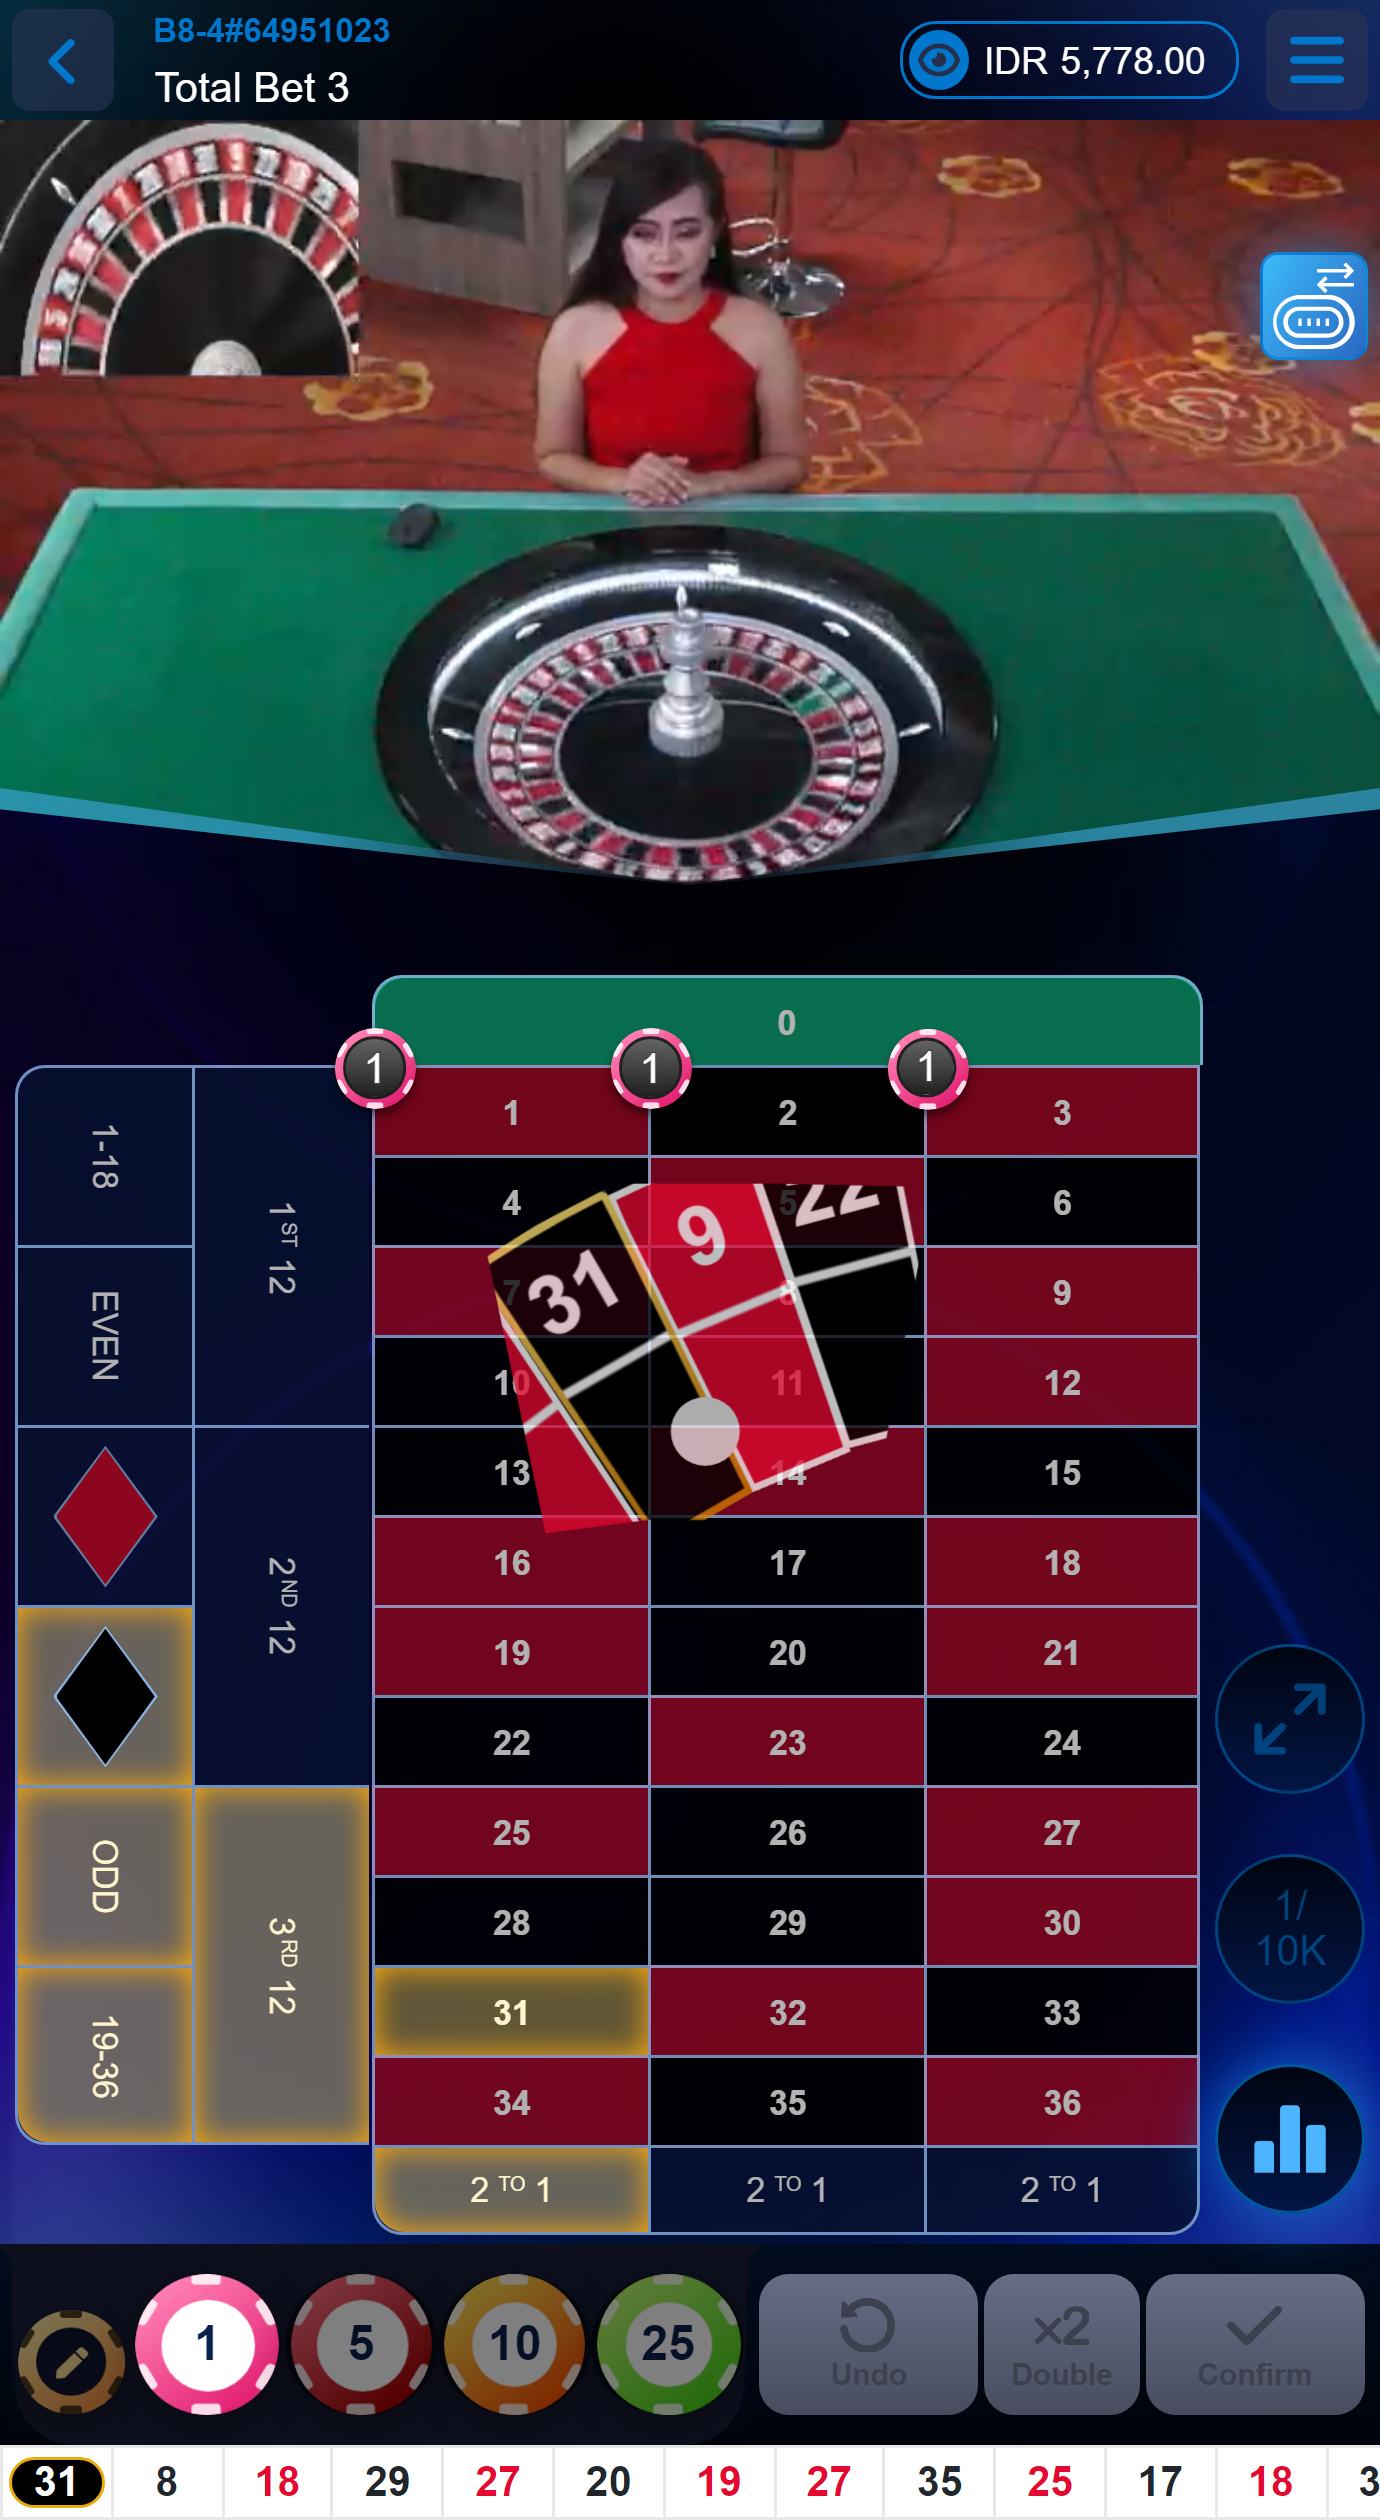 B8-4#64951023
Total Bet 3
IDR 5,778.00
0
1 1 1
1 2 3
4 5 6
7 8 9
10 11 12
13 14 15
16 17 18
19 20 21
22 23 24
25 26 27
28 29 30
31 32 33
34 35 36
2 TO 1 2 TO 1 2 TO 1
1-18
EVEN
ODD
19-36
1ST 12
2ND 12
3RD 12
31 9 22
1/
10K
1 5 10 25
Undo
x2
Double
Confirm
31 8 18 29 27 20 19 27 35 25 17 18